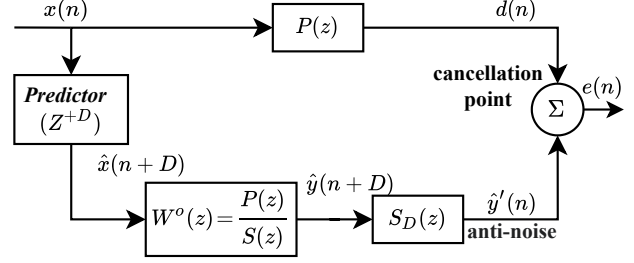 x(n)
P(z)
d(n)
cancellation
point
Σ
e(n)
Predictor
(Z^{+D})
x̂(n + D)
W^o(z) = P(z)/S(z)
ŷ(n + D)
S_D(z)
ŷ′(n)
anti-noise